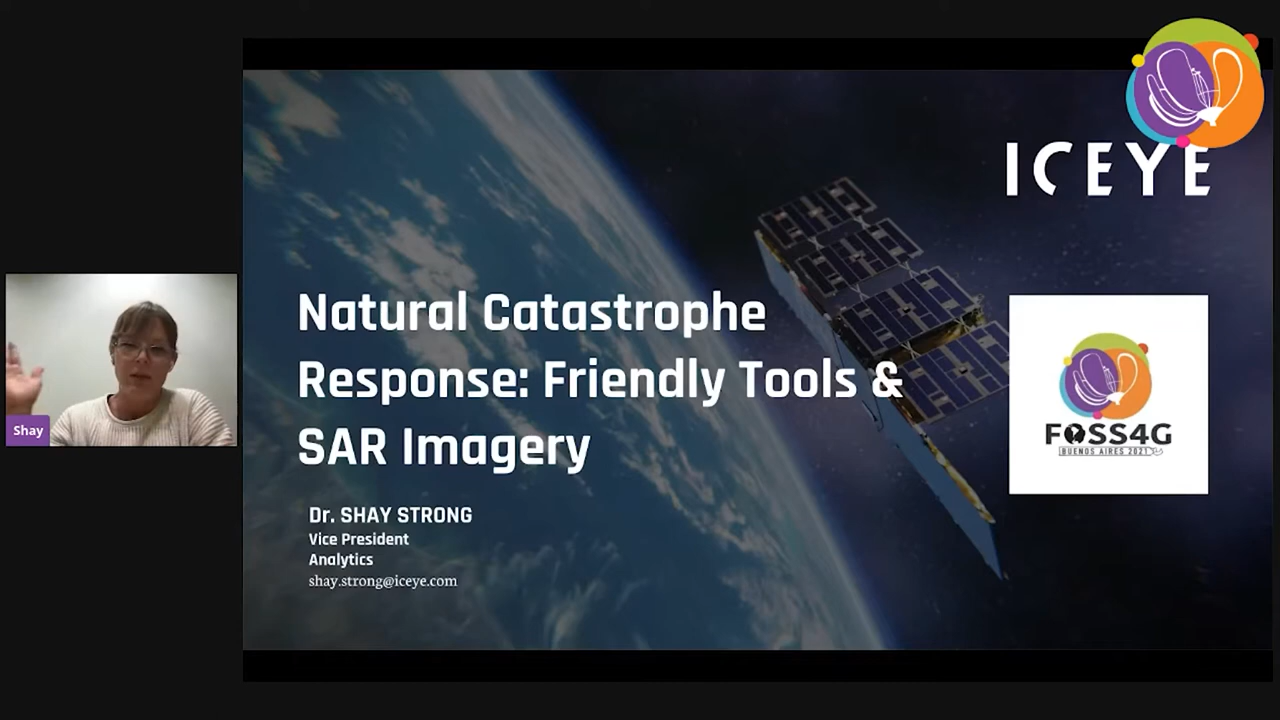 ICEYE
Natural Catastrophe
Response: Friendly Tools &
SAR Imagery
Dr. SHAY STRONG
Vice President
Analytics
shay.strong@iceye.com
FOSS4G
BUENOS AIRES 2021
Shay